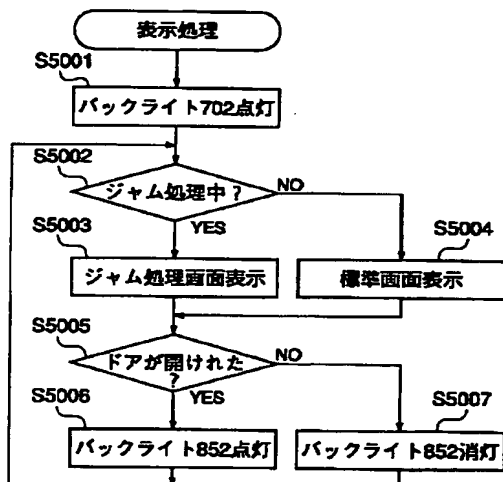 表示処理
S5001
バックライト702点灯
S5002
ジャム処理中?
NO
YES
S5003
S5004
ジャム処理画面表示
標準画面表示
S5005
ドアが開けれた
?
NO
YES
S5006
S5007
バックライト852点灯
バックライト852消灯